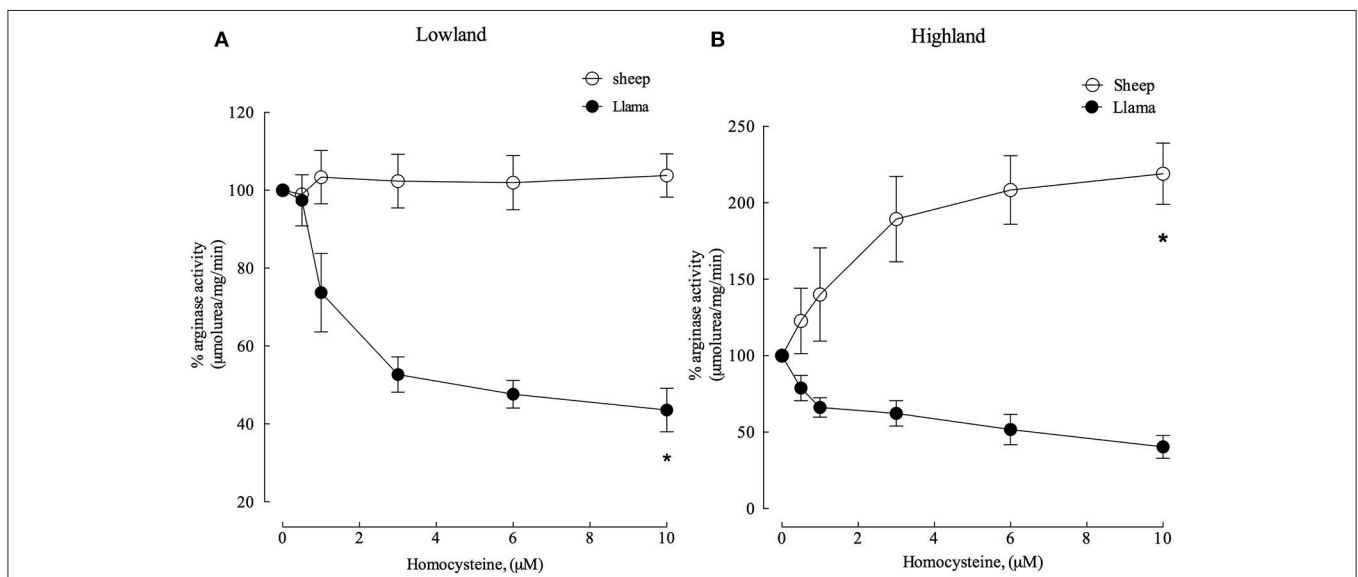 A
Lowland
sheep
Llama
120
100
80
60
40
20
% arginase activity
(μmolurea/mg/min)
0
2
4
6
8
10
Homocysteine, (μM)
*
B
Highland
Sheep
Llama
250
200
150
100
50
0
% arginase activity
(μmolurea/mg/min)
0
2
4
6
8
10
Homocysteine, (μM)
*